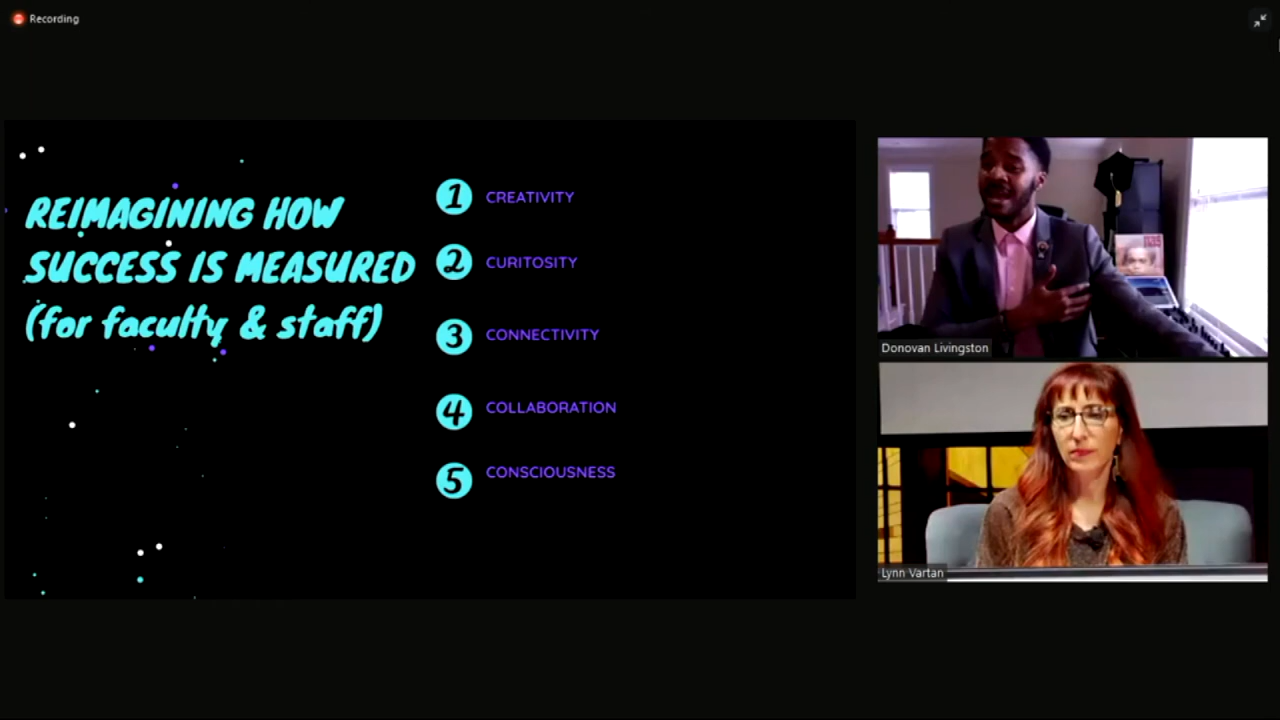 Recording
REIMAGINING HOW
SUCCESS IS MEASURED
(for faculty & staff)
1 CREATIVITY
2 CURITOSITY
3 CONNECTIVITY
4 COLLABORATION
5 CONSCIOUSNESS
Donovan Livingston
Lynn Vartan